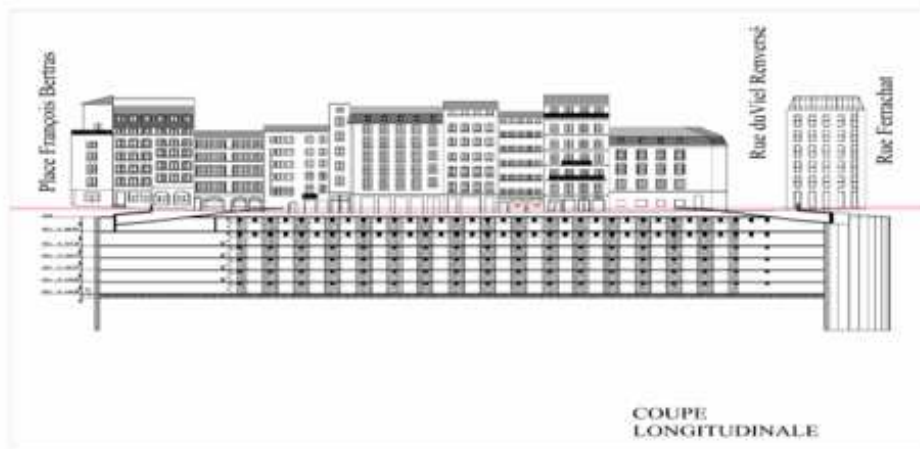 Place François Bertras
Rue du Viel Renversé
Rue Ferrachat
COUPE
LONGITUDINALE